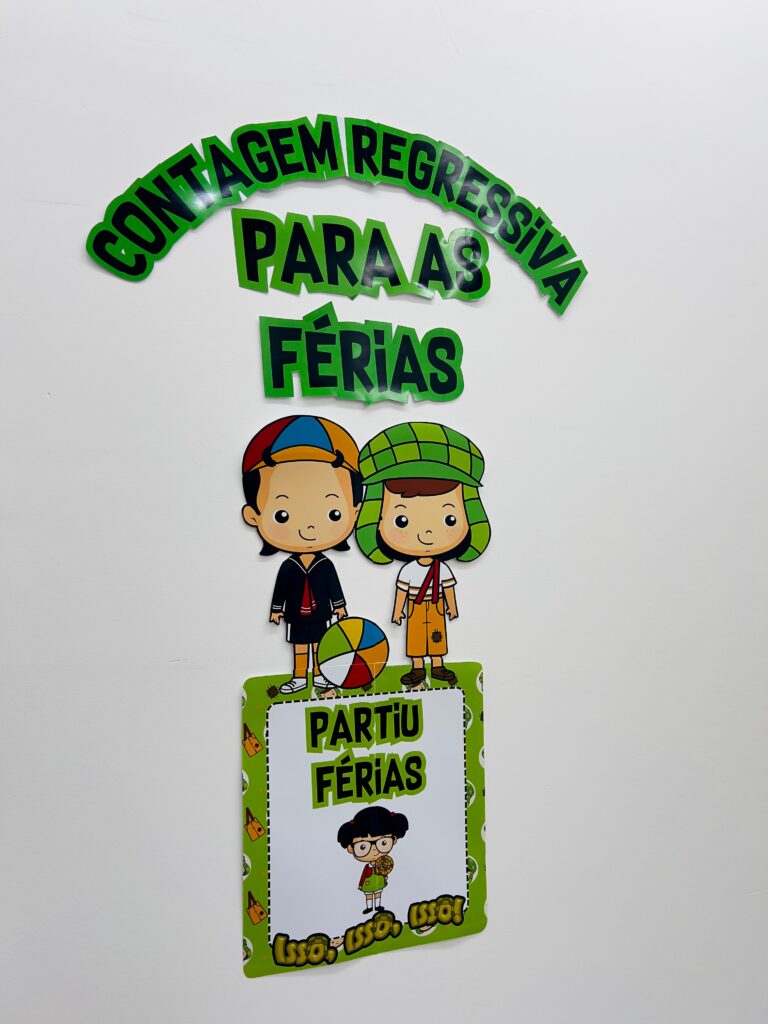 CONTAGEM REGRESSIVA
PARA AS
FÉRIAS
PARTIU
FÉRIAS
ISSO, ISSO, ISSO!